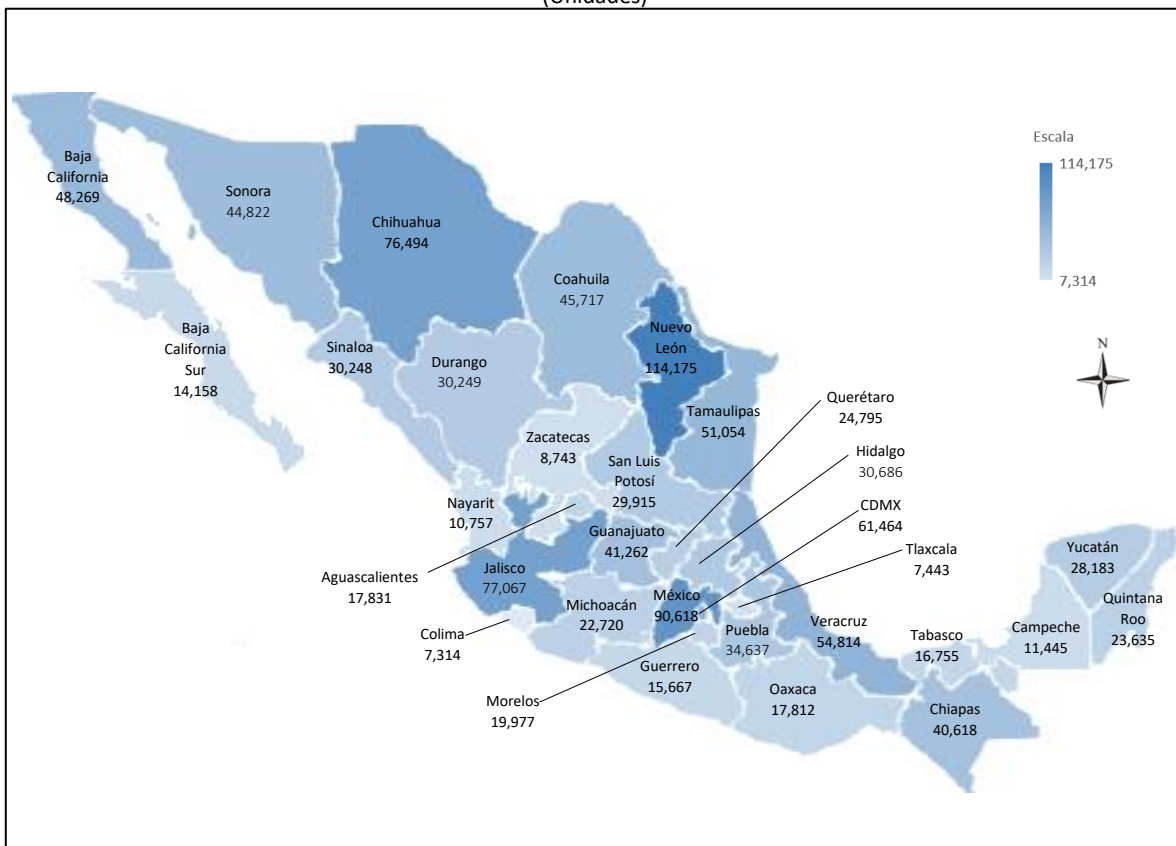 (Unidades)
Escala
114,175
7,314
N
Baja
California
48,269
Sonora
44,822
Chihuahua
76,494
Coahuila
45,717
Nuevo
León
114,175
Baja
California
Sur
14,158
Sinaloa
30,248
Durango
30,249
Tamaulipas
51,054
Querétaro
24,795
Zacatecas
8,743
San Luis
Potosí
29,915
Hidalgo
30,686
Nayarit
10,757
CDMX
61,464
Guanajuato
41,262
Tlaxcala
7,443
Yucatán
28,183
Aguascalientes
17,831
Jalisco
77,067
Michoacán
22,720
México
90,618
Puebla
34,637
Veracruz
54,814
Quintana
Roo
23,635
Colima
7,314
Tabasco
16,755
Campeche
11,445
Guerrero
15,667
Morelos
19,977
Oaxaca
17,812
Chiapas
40,618